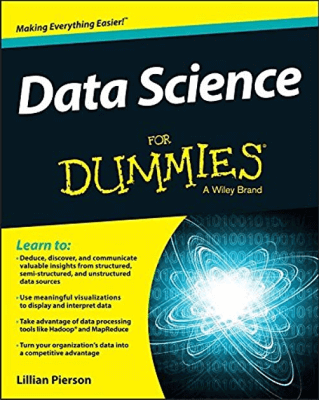 Making Everything Easier!™
Data Science
FOR
DUMMIES®
A Wiley Brand
Learn to:
• Deduce, discover, and communicate
valuable insights from structured,
semi-structured, and unstructured
data sources
• Use meaningful visualizations
to display and interpret data
• Take advantage of data processing
tools like Hadoop® and MapReduce
• Turn your organization's data into
a competitive advantage
Lillian Pierson